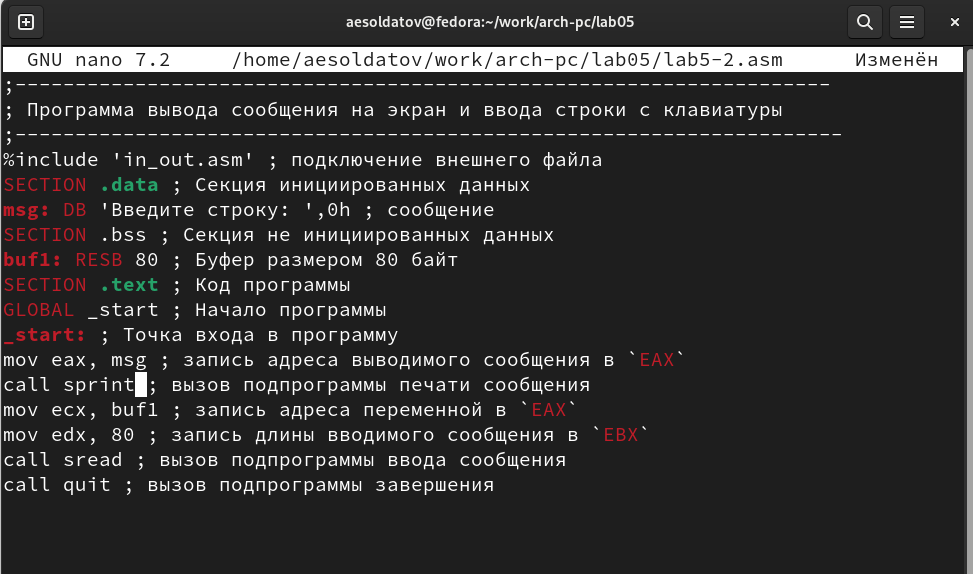 aesoldatov@fedora:~/work/arch-pc/lab05
GNU nano 7.2 /home/aesoldatov/work/arch-pc/lab05/lab5-2.asm Изменён
;--------------------------------------------------------------------
; Программа вывода сообщения на экран и ввода строки с клавиатуры
;---------------------------------------------------------------------
%include 'in_out.asm' ; подключение внешнего файла
SECTION .data ; Секция инициированных данных
msg: DB 'Введите строку: ',0h ; сообщение
SECTION .bss ; Секция не инициированных данных
buf1: RESB 80 ; Буфер размером 80 байт
SECTION .text ; Код программы
GLOBAL _start ; Начало программы
_start: ; Точка входа в программу
mov eax, msg ; запись адреса выводимого сообщения в `EAX`
call sprint ; вызов подпрограммы печати сообщения
mov ecx, buf1 ; запись адреса переменной в `EAX`
mov edx, 80 ; запись длины вводимого сообщения в `EBX`
call sread ; вызов подпрограммы ввода сообщения
call quit ; вызов подпрограммы завершения